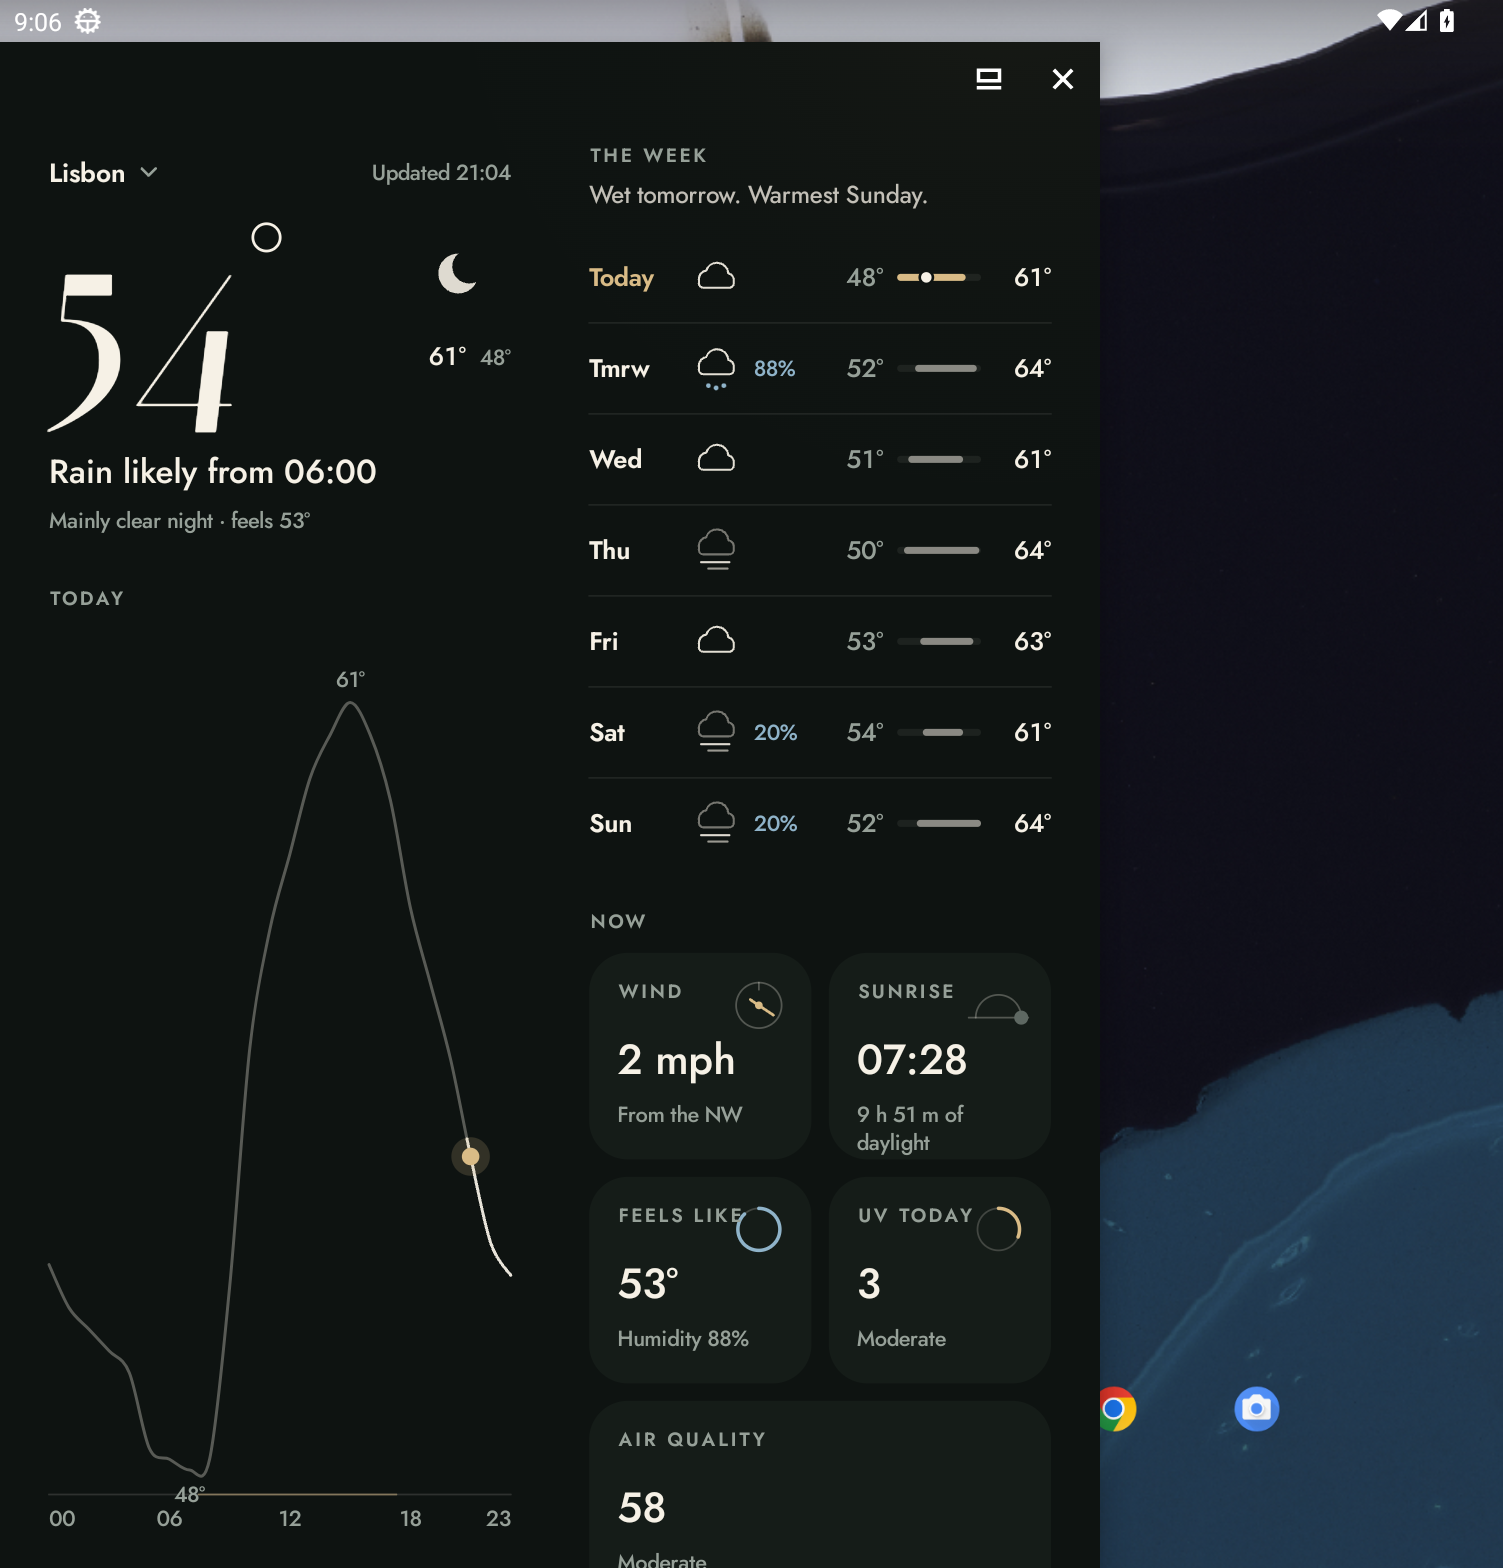 9:06
Lisbon
Updated 21:04
54°
61° 48°
Rain likely from 06:00
Mainly clear night · feels 53°
TODAY
61°
48°
00 06 12 18 23
THE WEEK
Wet tomorrow. Warmest Sunday.
Today 48° 61°
Tmrw 88% 52° 64°
Wed 51° 61°
Thu 50° 64°
Fri 53° 63°
Sat 20% 54° 61°
Sun 20% 52° 64°
NOW
WIND
2 mph
From the NW
SUNRISE
07:28
9 h 51 m of
daylight
FEELS LIKE
53°
Humidity 88%
UV TODAY
3
Moderate
AIR QUALITY
58
Moderate